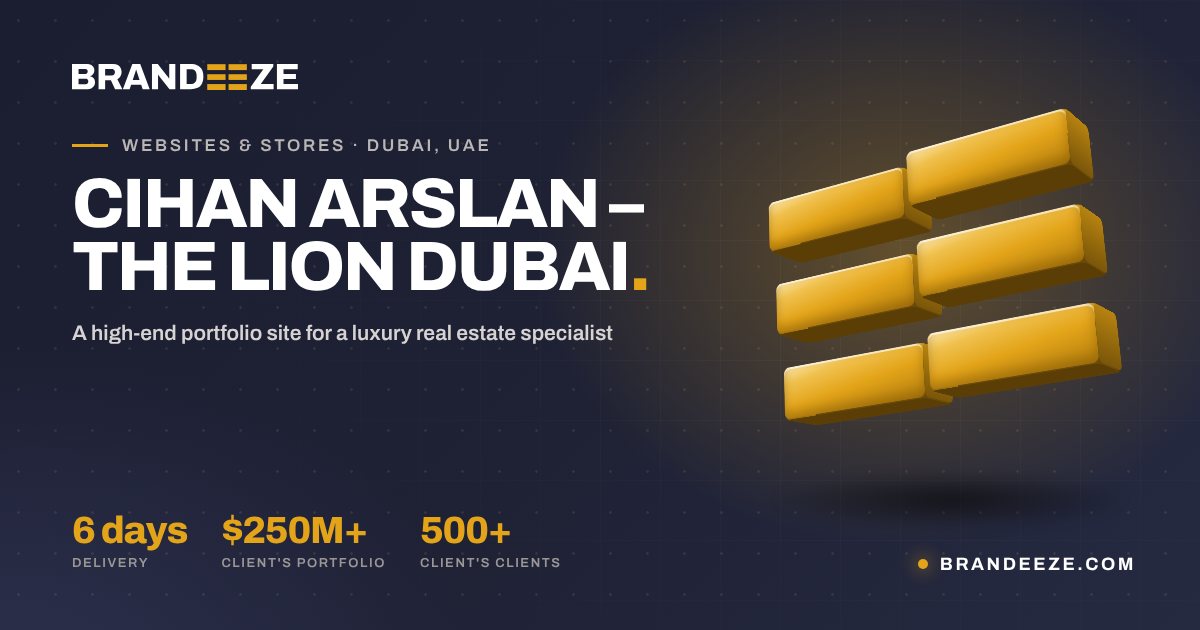 BRANDEEZE
WEBSITES & STORES · DUBAI, UAE
CIHAN ARSLAN –
THE LION DUBAI.
A high-end portfolio site for a luxury real estate specialist
6 days
DELIVERY
$250M+
CLIENT'S PORTFOLIO
500+
CLIENT'S CLIENTS
BRANDEEZE.COM